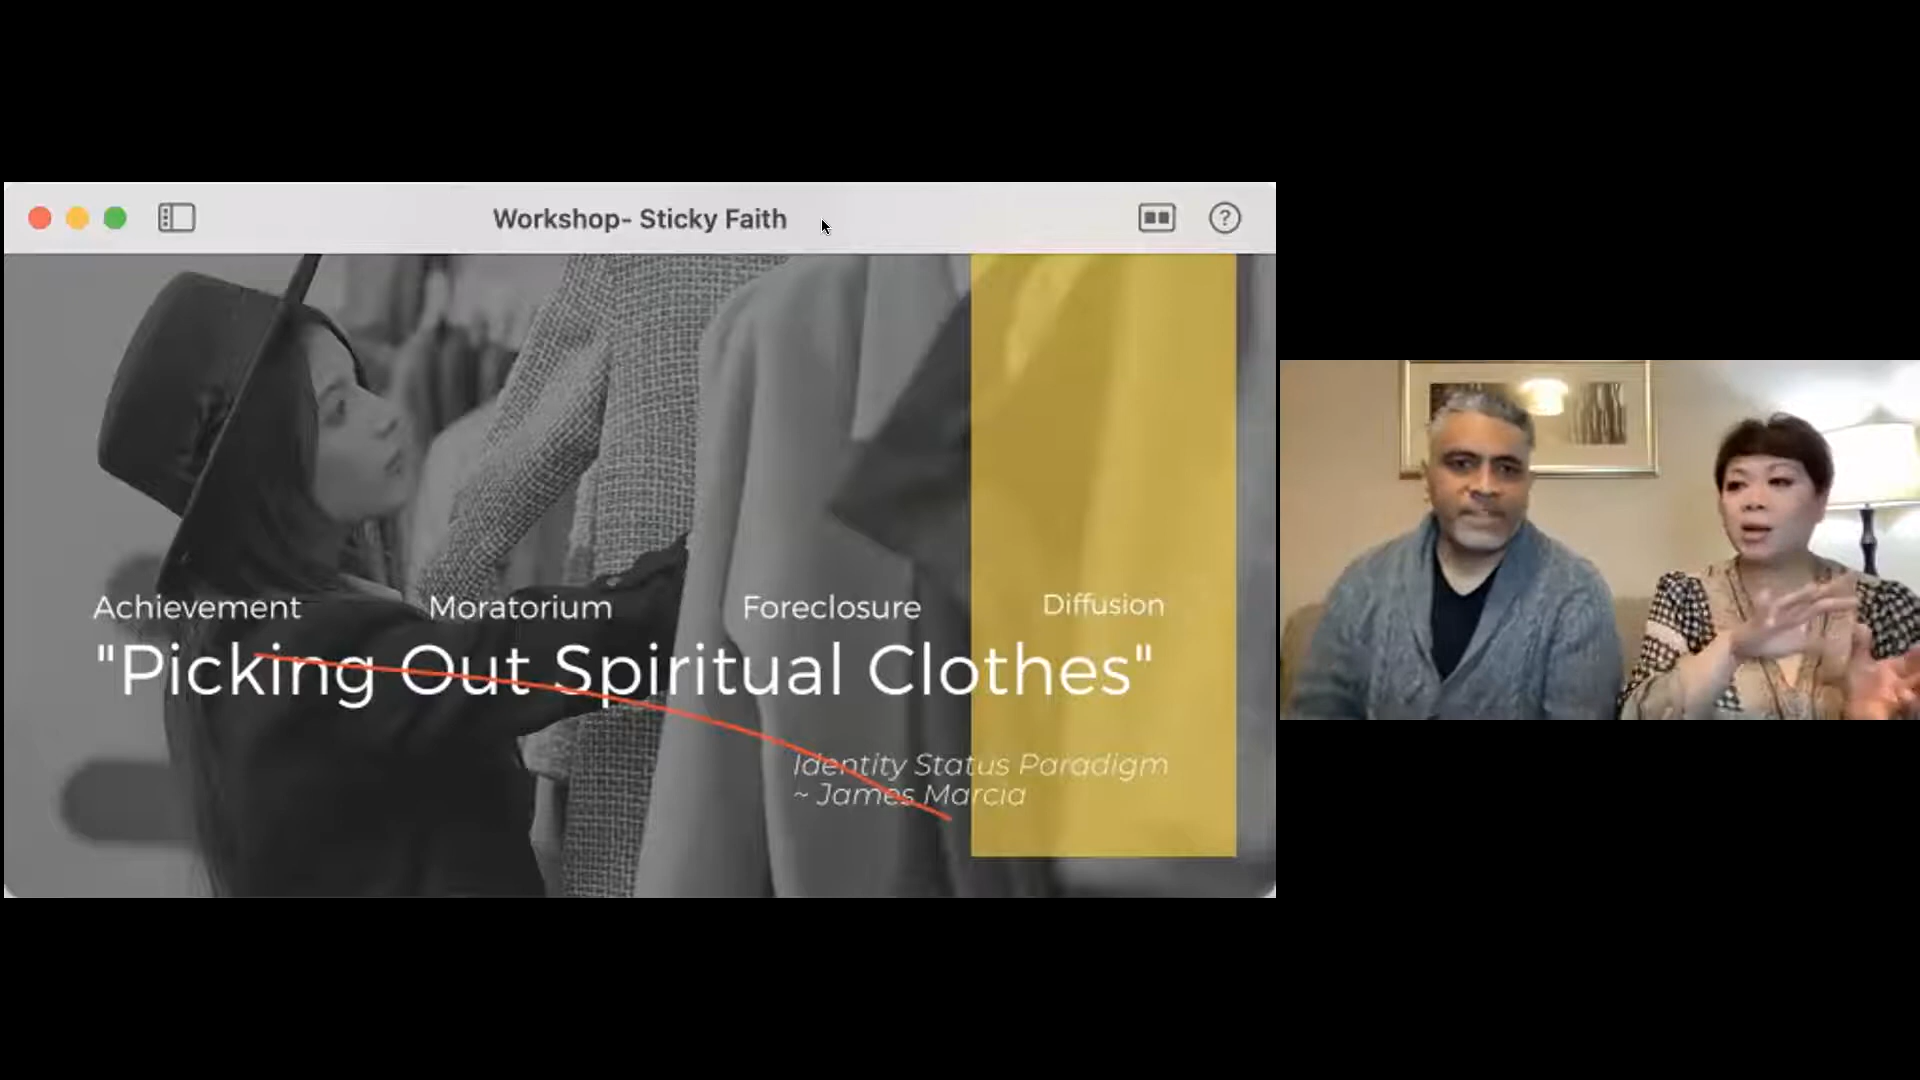 Workshop- Sticky Faith
?
Achievement Moratorium Foreclosure Diffusion
"Picking Out Spiritual Clothes"
Identity Status Paradigm
~ James Marcia